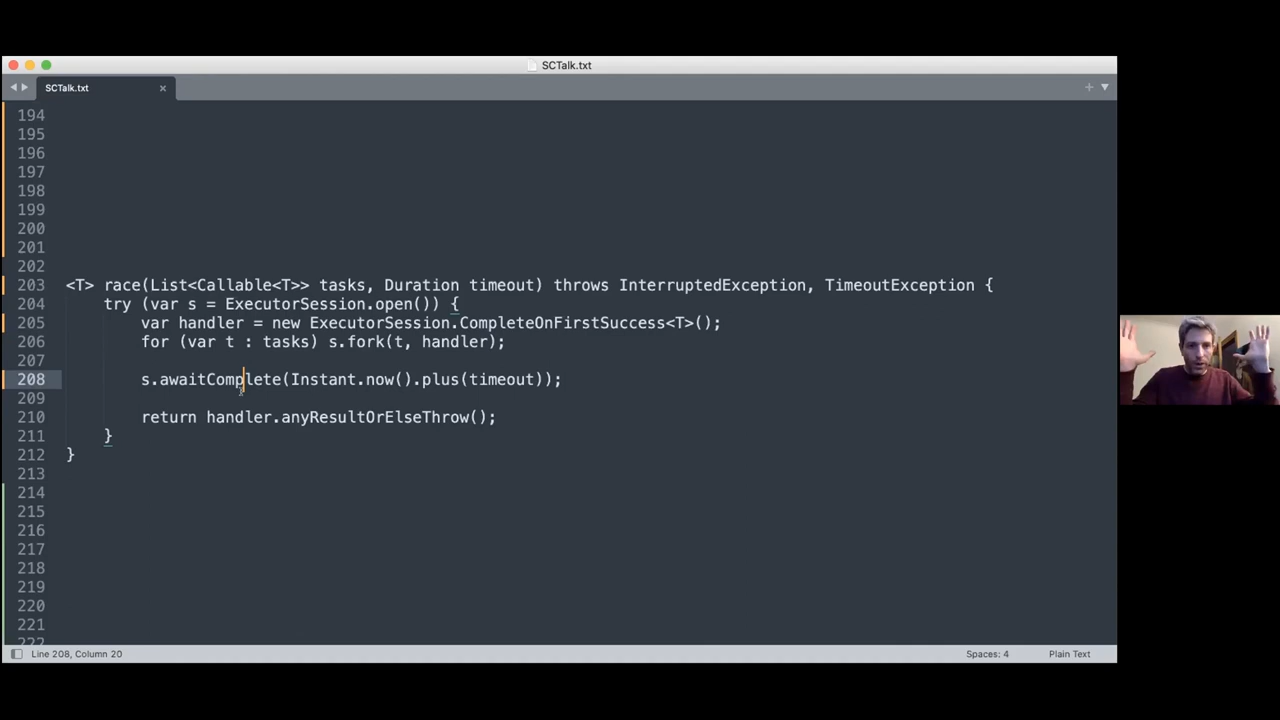 SCTalk.txt
SCTalk.txt
194
195
196
197
198
199
200
201
202
203 <T> race(List<Callable<T>> tasks, Duration timeout) throws InterruptedException, TimeoutException {
204 try (var s = ExecutorSession.open()) {
205 var handler = new ExecutorSession.CompleteOnFirstSuccess<T>();
206 for (var t : tasks) s.fork(t, handler);
207
208 s.awaitComplete(Instant.now().plus(timeout));
209
210 return handler.anyResultOrElseThrow();
211 }
212 }
213
214
215
216
217
218
219
220
221
222
Line 208, Column 20 Spaces: 4 Plain Text